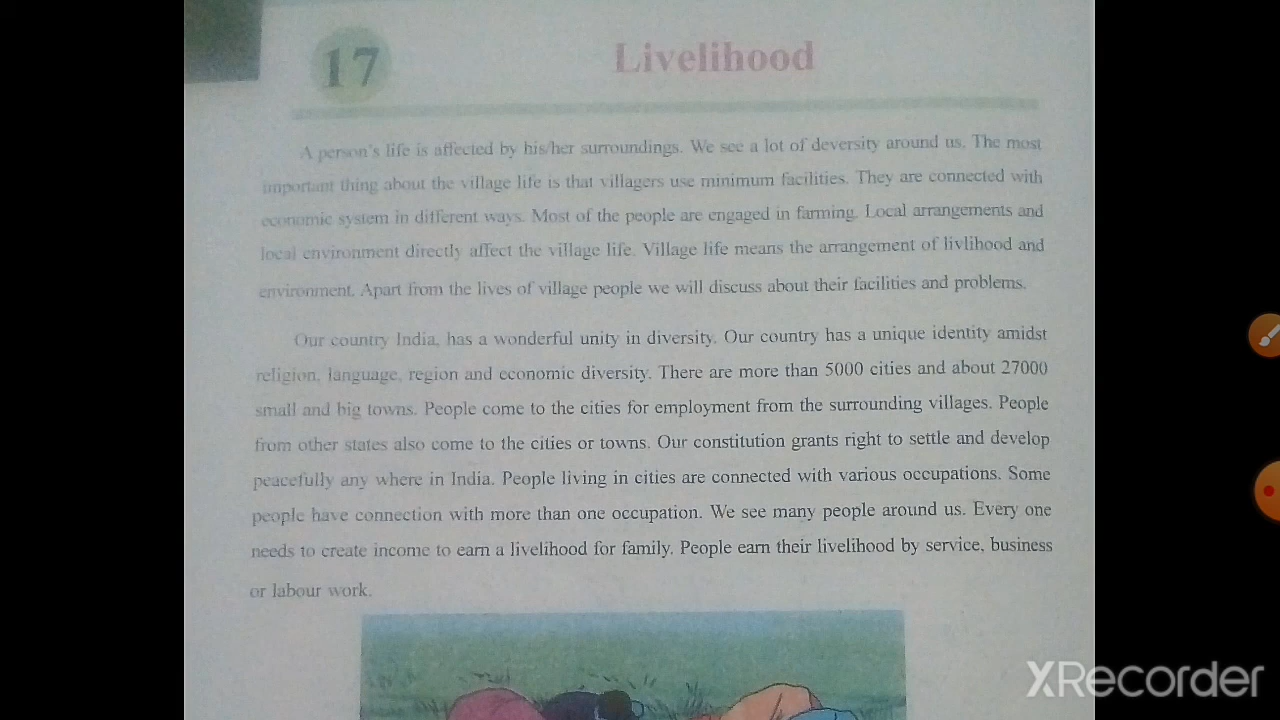 17
Livelihood
A person's life is affected by his/her surroundings. We see a lot of deversity around us. The most
important thing about the village life is that villagers use minimum facilities. They are connected with
economic system in different ways. Most of the people are engaged in farming. Local arrangements and
local environment directly affect the village life. Village life means the arrangement of livlihood and
environment. Apart from the lives of village people we will discuss about their facilities and problems.
Our country India, has a wonderful unity in diversity. Our country has a unique identity amidst
religion, language, region and economic diversity. There are more than 5000 cities and about 27000
small and big towns. People come to the cities for employment from the surrounding villages. People
from other states also come to the cities or towns. Our constitution grants right to settle and develop
peacefully any where in India. People living in cities are connected with various occupations. Some
people have connection with more than one occupation. We see many people around us. Every one
needs to create income to earn a livelihood for family. People earn their livelihood by service, business
or labour work.
XRecorder